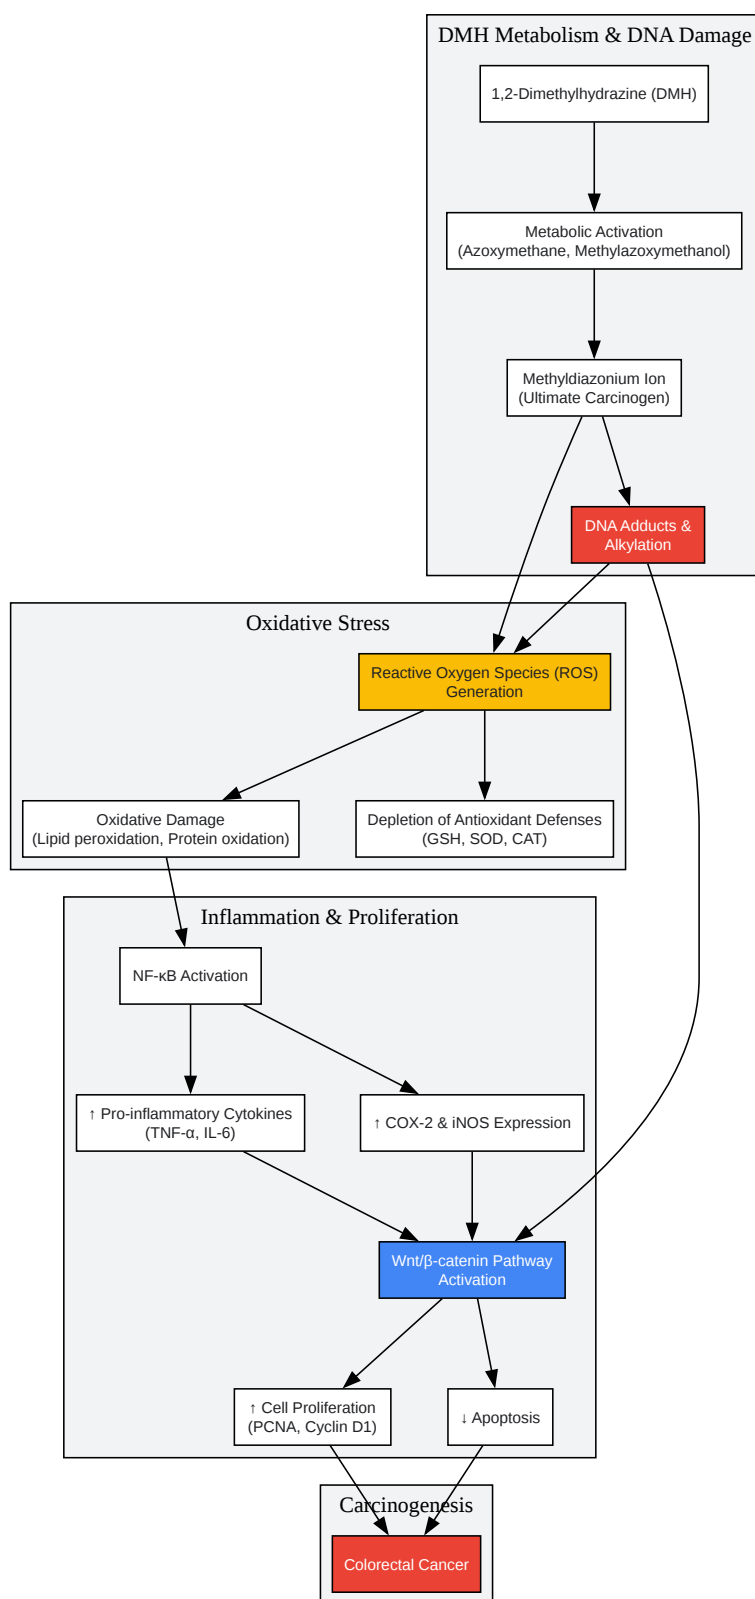 DMH Metabolism & DNA Damage
1,2-Dimethylhydrazine (DMH)
Metabolic Activation
(Azoxymethane, Methylazoxymethanol)
Methyldiazonium Ion
(Ultimate Carcinogen)
DNA Adducts &
Alkylation
Oxidative Stress
Reactive Oxygen Species (ROS)
Generation
Oxidative Damage
(Lipid peroxidation, Protein oxidation)
Depletion of Antioxidant Defenses
(GSH, SOD, CAT)
Inflammation & Proliferation
NF-κB Activation
↑ Pro-inflammatory Cytokines
(TNF-α, IL-6)
↑ COX-2 & iNOS Expression
Wnt/β-catenin Pathway
Activation
↑ Cell Proliferation
(PCNA, Cyclin D1)
↓ Apoptosis
Carcinogenesis
Colorectal Cancer